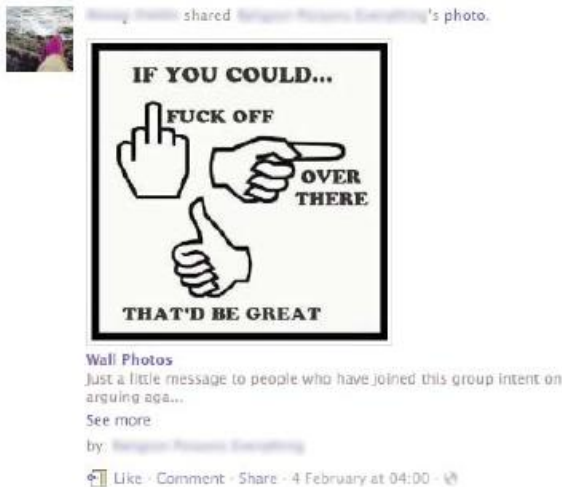 shared 's photo.
IF YOU COULD...
FUCK OFF
OVER
THERE
THAT'D BE GREAT
Wall Photos
Just a little message to people who have joined this group intent on
arguing aga...
See more
by
Like · Comment · Share · 4 February at 04:00 ·